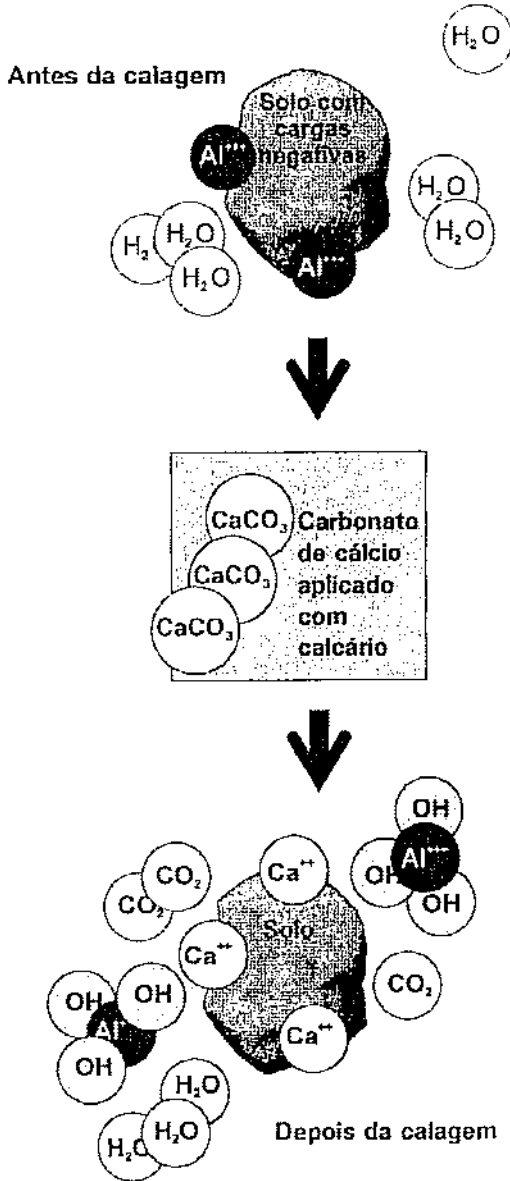 H₂O
Antes da calagem
Solo com
cargas
negativas
Al⁺⁺⁺
H₂O
H₂O
H₂
H₂O
H₂O
Al⁺⁺⁺
CaCO₃
CaCO₃
CaCO₃
Carbonato
de cálcio
aplicado
com
calcário
OH
Al⁺⁺⁺
OH
OH
CO₂
CO₂
Ca⁺⁺
Solo
Ca⁺⁺
CO₂
OH
OH
Al
OH
Ca⁺⁺
H₂O
H₂O
H₂O
Depois da calagem